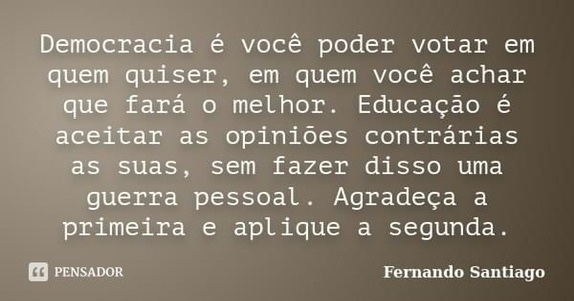 Democracia é você poder votar em
quem quiser, em quem você achar
que fará o melhor. Educação é
aceitar as opiniões contrárias
as suas, sem fazer disso uma
guerra pessoal. Agradeça a
primeira e aplique a segunda.
PENSADOR
Fernando Santiago